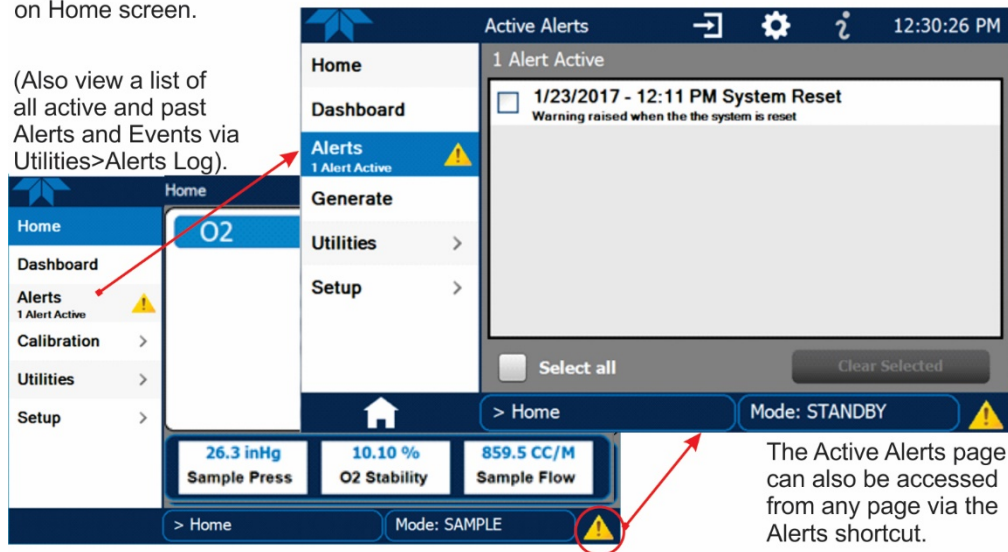 on Home screen.
(Also view a list of
all active and past
Alerts and Events via
Utilities>Alerts Log).
Active Alerts
12:30:26 PM
Home
Dashboard
Alerts
1 Alert Active
Generate
Utilities
Setup
1 Alert Active
1/23/2017 - 12:11 PM System Reset
Warning raised when the the system is reset
Select all
Clear Selected
> Home
Mode: STANDBY
Home
Home
Dashboard
Alerts
1 Alert Active
Calibration
Utilities
Setup
O2
26.3 inHg
Sample Press
10.10 %
O2 Stability
859.5 CC/M
Sample Flow
> Home
Mode: SAMPLE
The Active Alerts page
can also be accessed
from any page via the
Alerts shortcut.